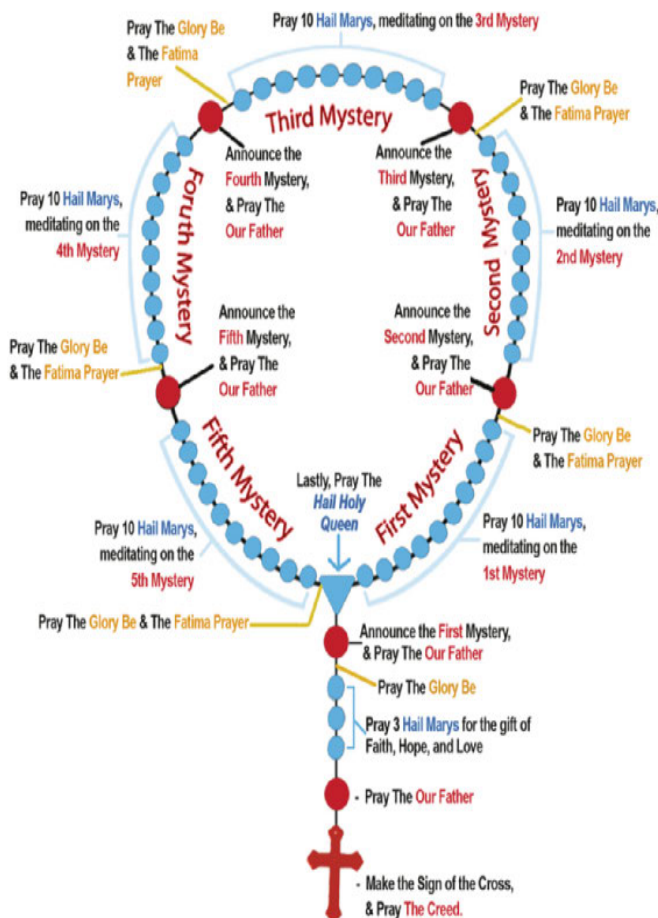 Pray The Glory Be
& The Fatima
Prayer
Pray 10 Hail Marys, meditating on the 3rd Mystery
Pray The Glory Be
& The Fatima Prayer
Third Mystery
Announce the
Fourth Mystery,
& Pray The
Our Father
Announce the
Third Mystery,
& Pray The
Our Father
Pray 10 Hail Marys,
meditating on the
4th Mystery
Foruth Mystery
Second Mystery
Pray 10 Hail Marys,
meditating on the
2nd Mystery
Announce the
Fifth Mystery,
& Pray The
Our Father
Announce the
Second Mystery,
& Pray The
Our Father
Pray The Glory Be
& The Fatima Prayer
Pray The Glory Be
& The Fatima Prayer
Fifth Mystery
Lastly, Pray The
Hail Holy
Queen
First Mystery
Pray 10 Hail Marys,
meditating on the
5th Mystery
Pray 10 Hail Marys,
meditating on the
1st Mystery
Pray The Glory Be & The Fatima Prayer
Announce the First Mystery,
& Pray The Our Father
Pray The Glory Be
Pray 3 Hail Marys for the gift of
Faith, Hope, and Love
- Pray The Our Father
- Make the Sign of the Cross,
& Pray The Creed.